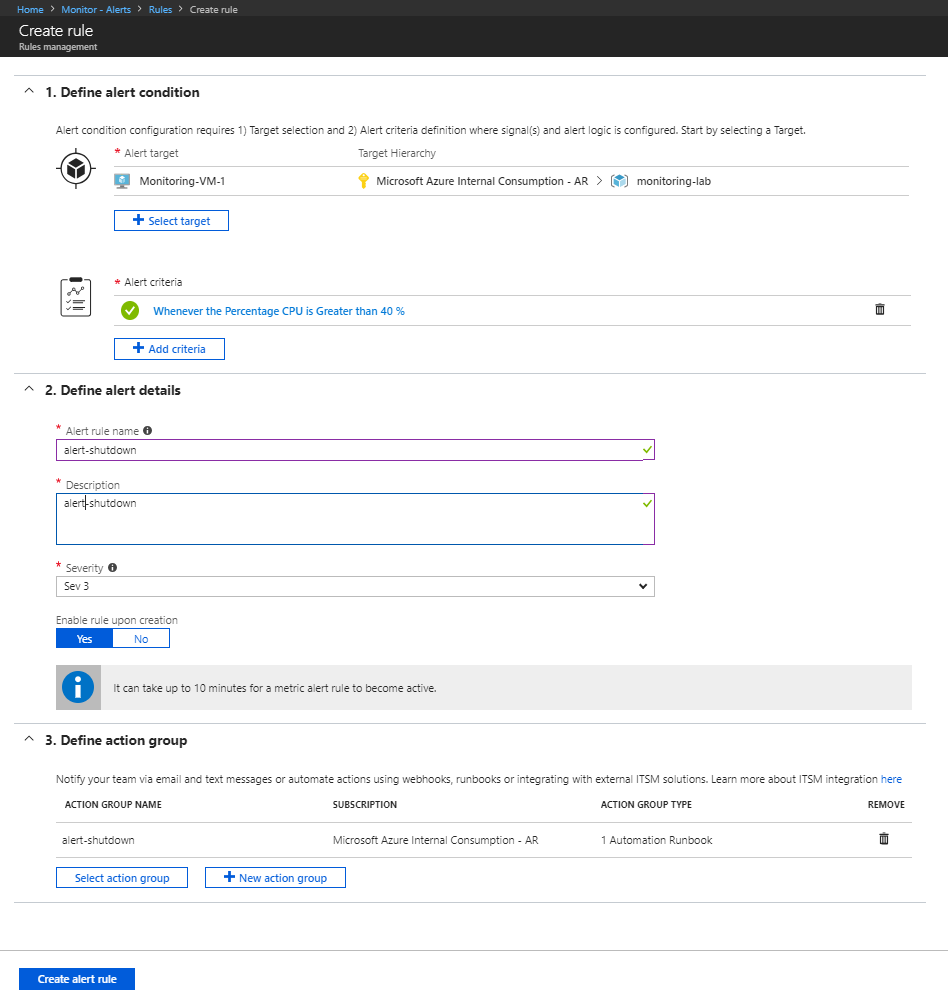 Home > Monitor - Alerts > Rules > Create rule
Create rule
Rules management
1. Define alert condition
Alert condition configuration requires 1) Target selection and 2) Alert criteria definition where signal(s) and alert logic is configured. Start by selecting a Target.
* Alert target Target Hierarchy
Monitoring-VM-1 Microsoft Azure Internal Consumption - AR > monitoring-lab
+ Select target
* Alert criteria
Whenever the Percentage CPU is Greater than 40 %
+ Add criteria
2. Define alert details
* Alert rule name
alert-shutdown
* Description
alert-shutdown
* Severity
Sev 3
Enable rule upon creation
Yes No
It can take up to 10 minutes for a metric alert rule to become active.
3. Define action group
Notify your team via email and text messages or automate actions using webhooks, runbooks or integrating with external ITSM solutions. Learn more about ITSM integration here
ACTION GROUP NAME SUBSCRIPTION ACTION GROUP TYPE REMOVE
alert-shutdown Microsoft Azure Internal Consumption - AR 1 Automation Runbook
Select action group + New action group
Create alert rule